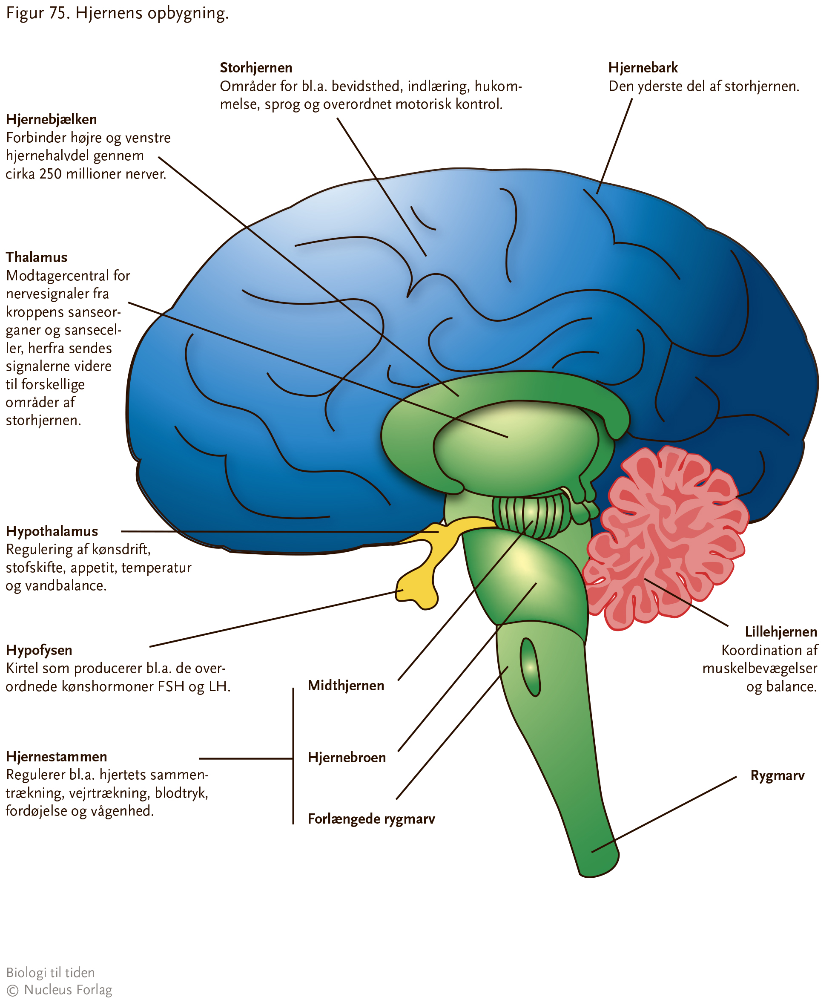 Figur 75. Hjernens opbygning.
Storhjernen
Områder for bl.a. bevidsthed, indlæring, hukom-
melse, sprog og overordnet motorisk kontrol.
Hjernebark
Den yderste del af storhjernen.
Hjernebjælken
Forbinder højre og venstre
hjernehalvdel gennem
cirka 250 millioner nerver.
Thalamus
Modtagercentral for
nervesignaler fra
kroppens sanseor-
ganer og sansecel-
ler, herfra sendes
signalerne videre
til forskellige
områder af
storhjernen.
Hypothalamus
Regulering af kønsdrift,
stofskifte, appetit, temperatur
og vandbalance.
Hypofysen
Kirtel som producerer bl.a. de over-
ordnede kønshormoner FSH og LH.
Lillehjernen
Koordination af
muskelbevægelser
og balance.
Hjernestammen
Regulerer bl.a. hjertets sammen-
trækning, vejrtrækning, blodtryk,
fordøjelse og vågenhed.
Midthjernen
Hjernebroen
Forlængede rygmarv
Rygmarv
Biologi til tiden
© Nucleus Forlag